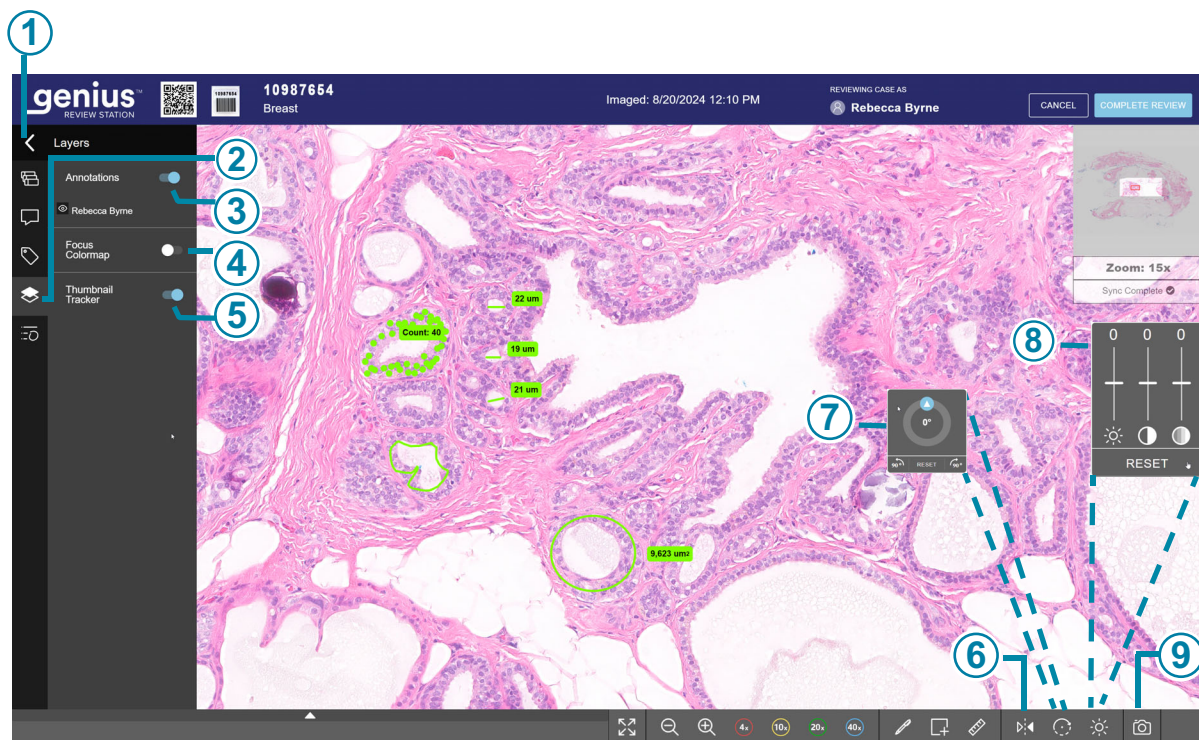 1
genius™
REVIEW STATION
10987654
10987654
Breast
Imaged: 8/20/2024 12:10 PM
REVIEWING CASE AS
Rebecca Byrne
CANCEL
COMPLETE REVIEW
Layers
2
Annotations
3
Rebecca Byrne
Focus
Colormap
4
Thumbnail
Tracker
5
22 um
Count: 40
19 um
21 um
9,623 um2
Zoom: 15x
Sync Complete
8
0 0 0
RESET
7
0°
90° RESET 90°
6
9
4x 10x 20x 40x